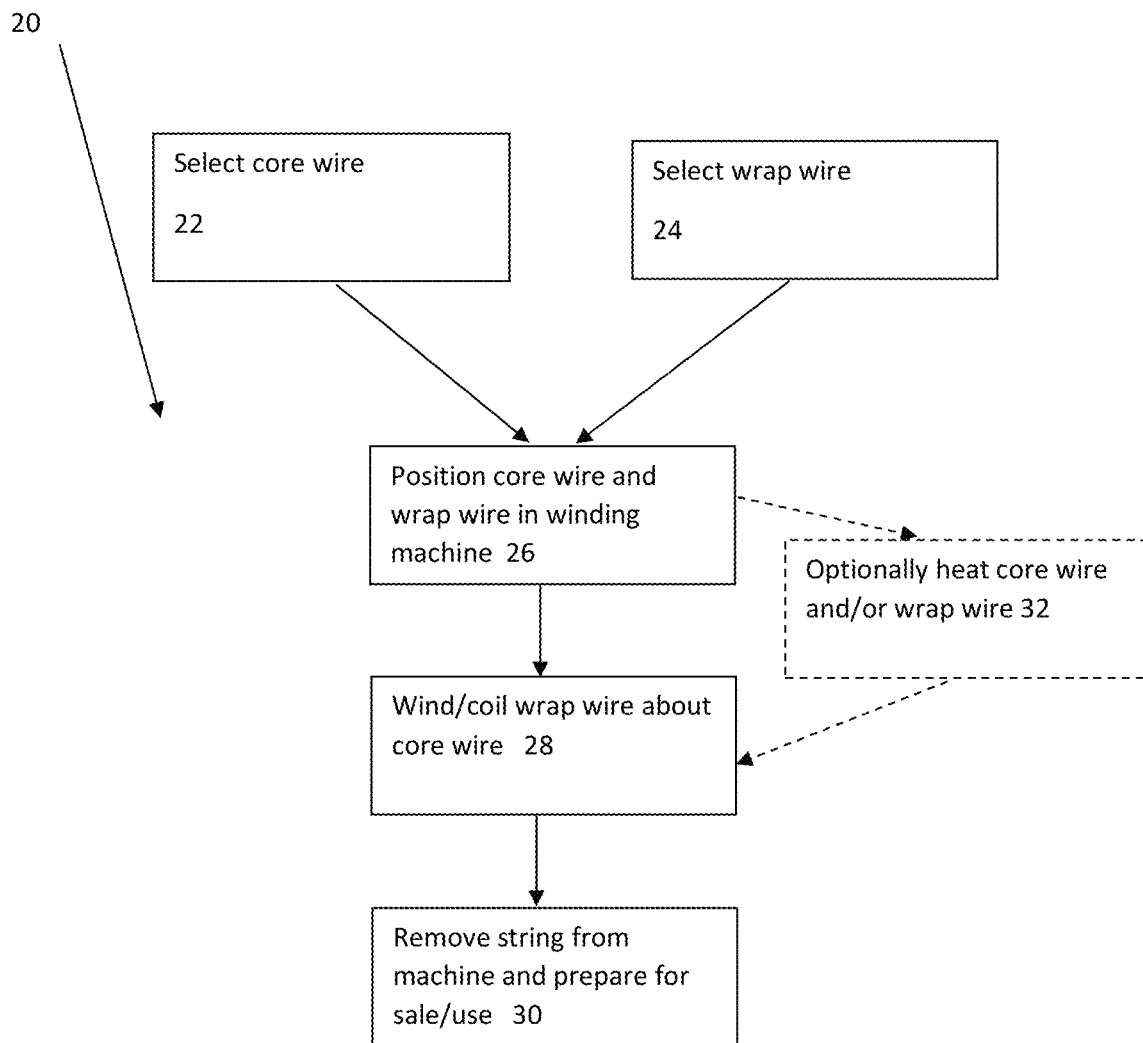 20
Select core wire
22
Select wrap wire
24
Position core wire and
wrap wire in winding
machine 26
Optionally heat core wire
and/or wrap wire 32
Wind/coil wrap wire about
core wire 28
Remove string from
machine and prepare for
sale/use 30